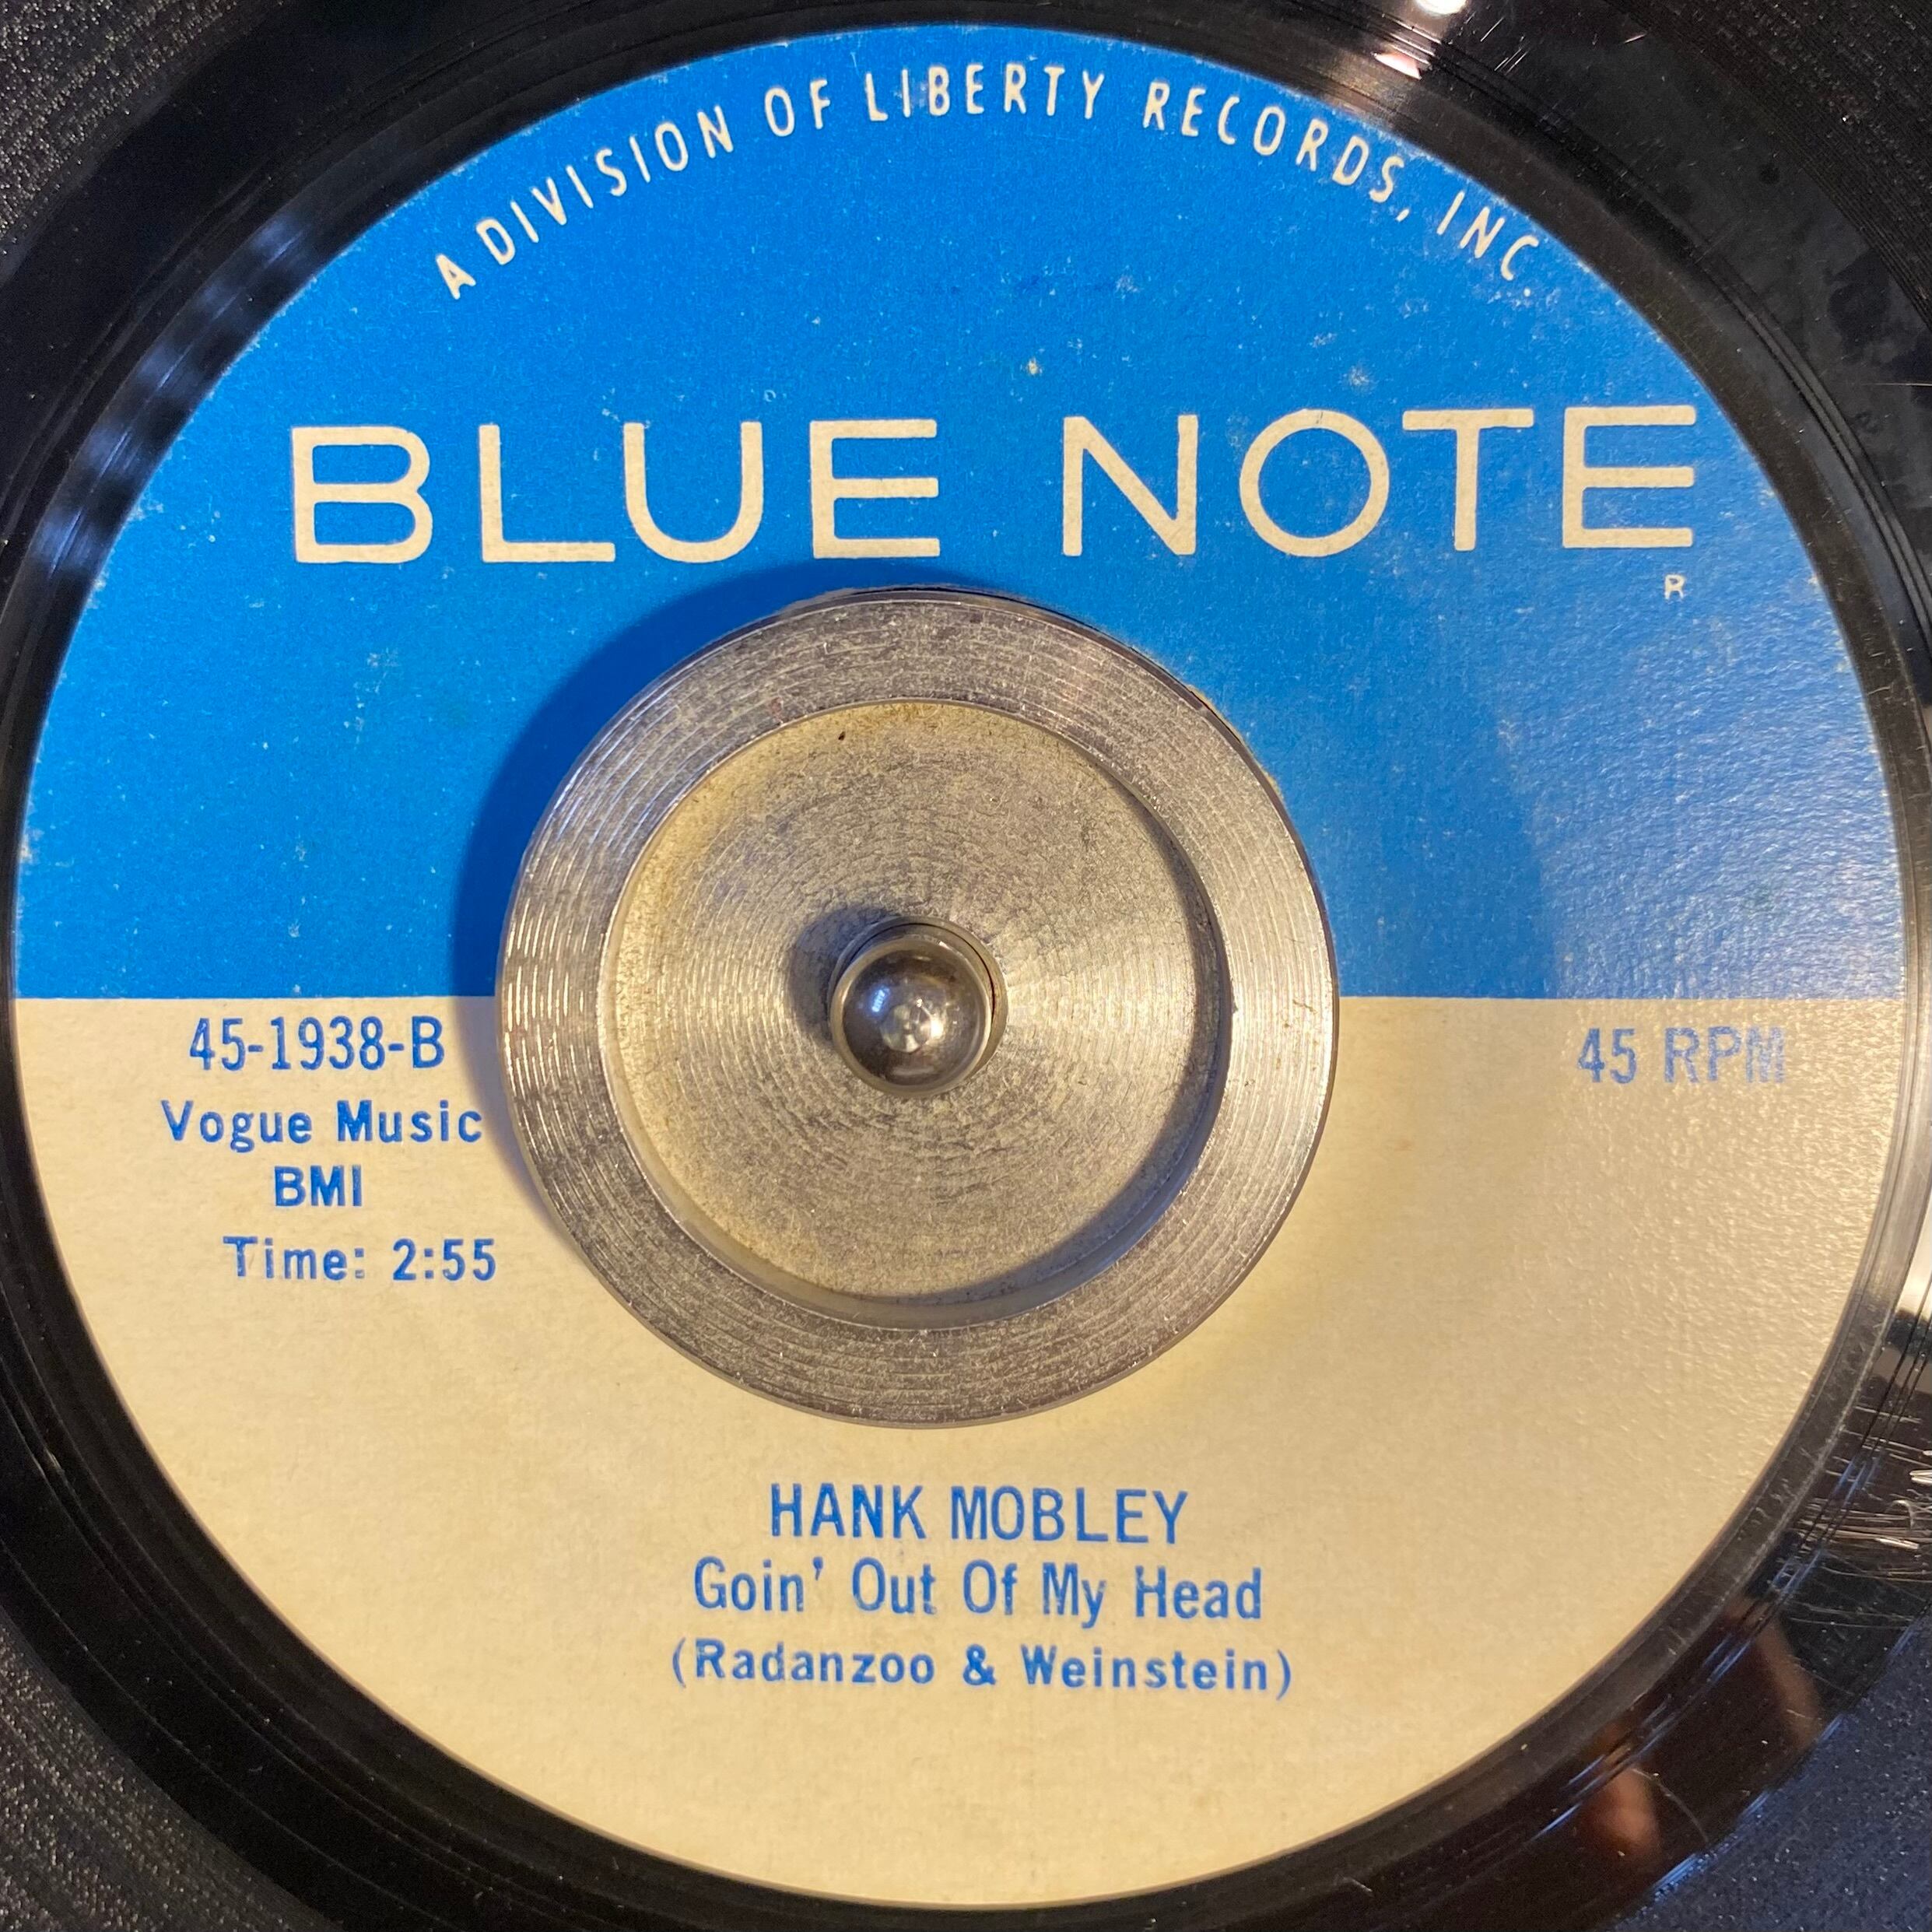 A DIVISION OF LIBERTY RECORDS, INC.
BLUE NOTE
R
45-1938-B
45 RPM
Vogue Music
BMI
Time: 2:55
HANK MOBLEY
Goin' Out Of My Head
(Radanzoo & Weinstein)